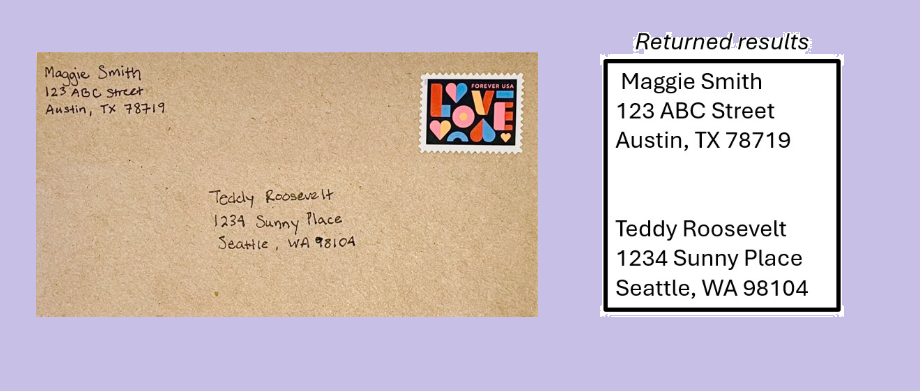 Maggie Smith
123 ABC Street
Austin, TX 78719
FOREVER USA
LOVE
Teddy Roosevelt
1234 Sunny Place
Seattle, WA 98104
Returned results
Maggie Smith
123 ABC Street
Austin, TX 78719
Teddy Roosevelt
1234 Sunny Place
Seattle, WA 98104